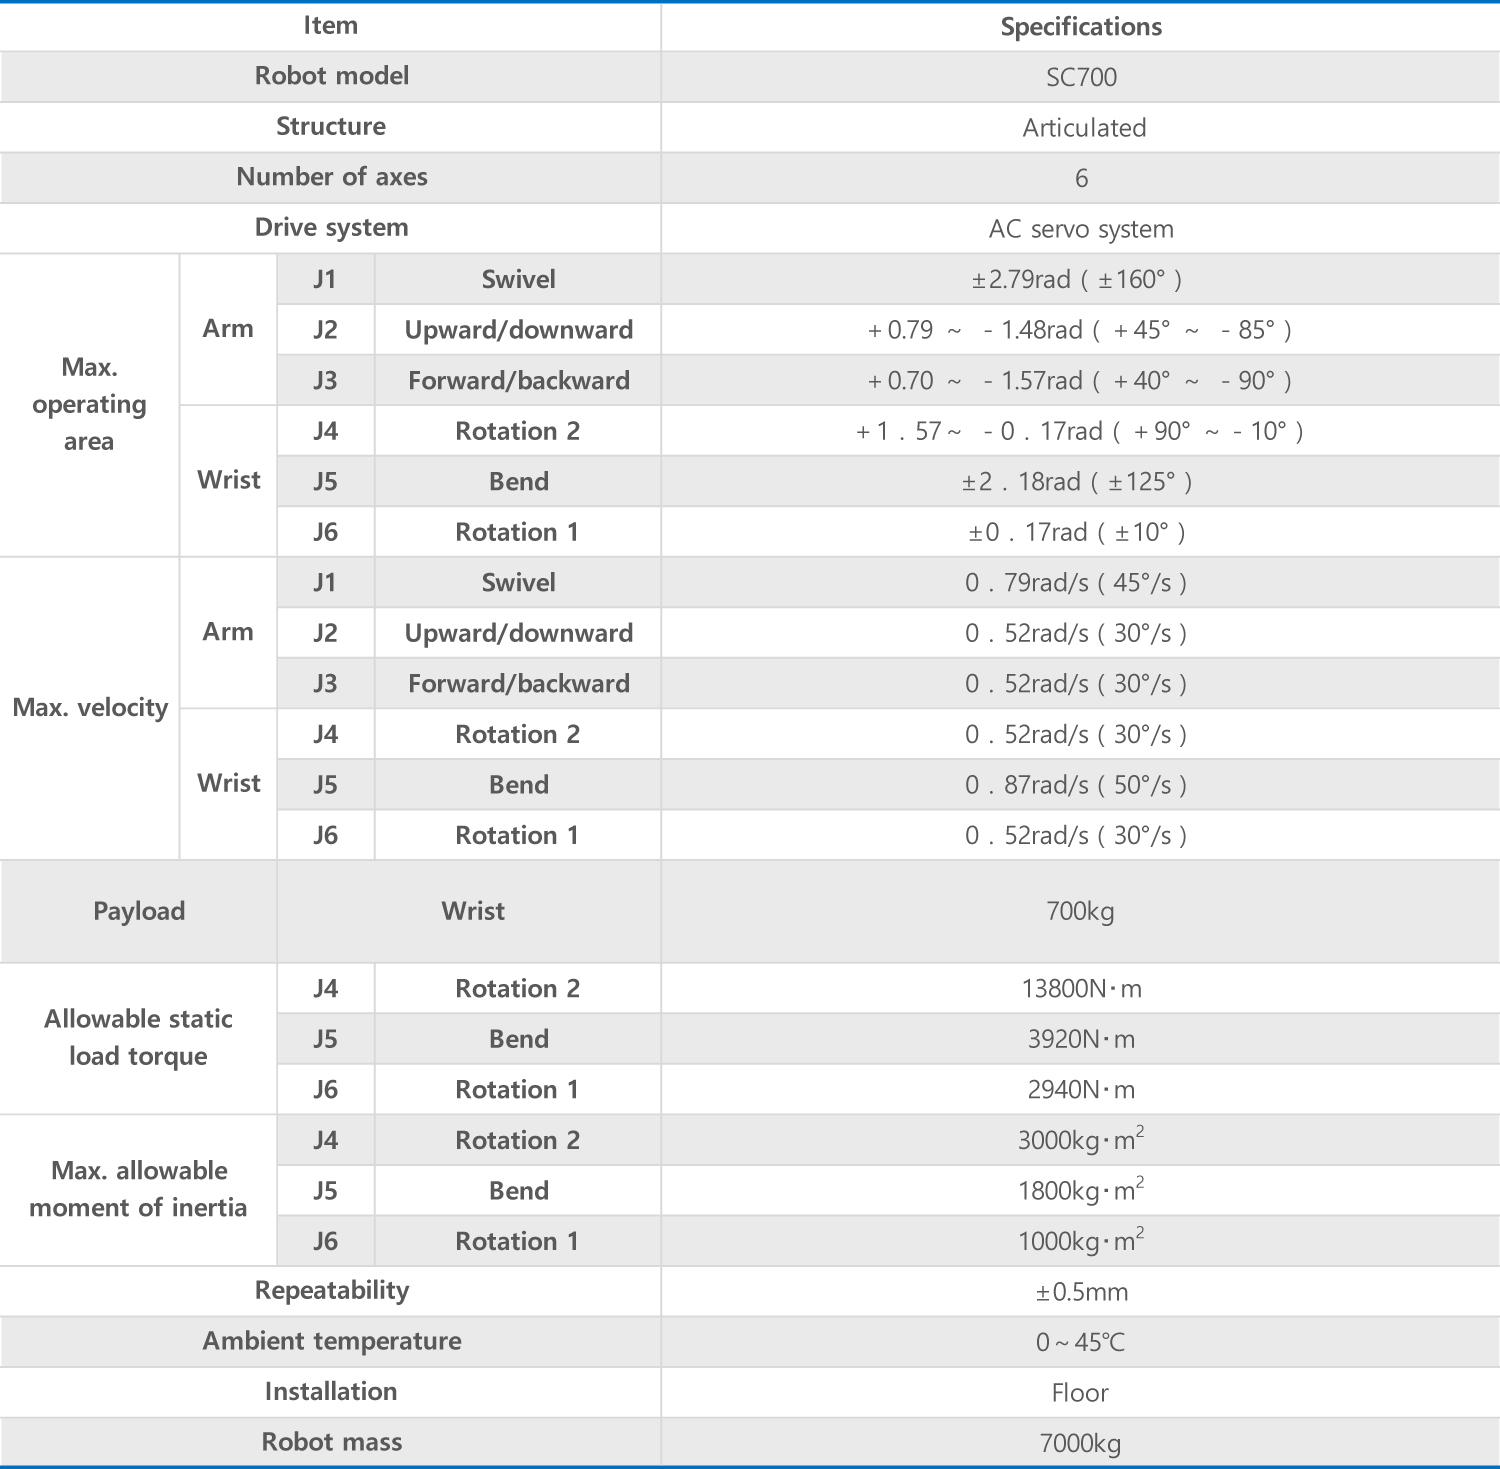 Item Specifications
Robot model SC700
Structure Articulated
Number of axes 6
Drive system AC servo system
Max. operating area Arm J1 Swivel ±2.79rad ( ±160° )
J2 Upward/downward +0.79 ~ -1.48rad ( +45° ~ -85° )
J3 Forward/backward +0.70 ~ -1.57rad ( +40° ~ -90° )
Wrist J4 Rotation 2 +1 . 57~ -0 . 17rad ( +90° ~ -10° )
J5 Bend ±2 . 18rad ( ±125° )
J6 Rotation 1 ±0 . 17rad ( ±10° )
Max. velocity Arm J1 Swivel 0 . 79rad/s ( 45°/s )
J2 Upward/downward 0 . 52rad/s ( 30°/s )
J3 Forward/backward 0 . 52rad/s ( 30°/s )
Wrist J4 Rotation 2 0 . 52rad/s ( 30°/s )
J5 Bend 0 . 87rad/s ( 50°/s )
J6 Rotation 1 0 . 52rad/s ( 30°/s )
Payload Wrist 700kg
Allowable static load torque J4 Rotation 2 13800N·m
J5 Bend 3920N·m
J6 Rotation 1 2940N·m
Max. allowable moment of inertia J4 Rotation 2 3000kg·m²
J5 Bend 1800kg·m²
J6 Rotation 1 1000kg·m²
Repeatability ±0.5mm
Ambient temperature 0~45℃
Installation Floor
Robot mass 7000kg